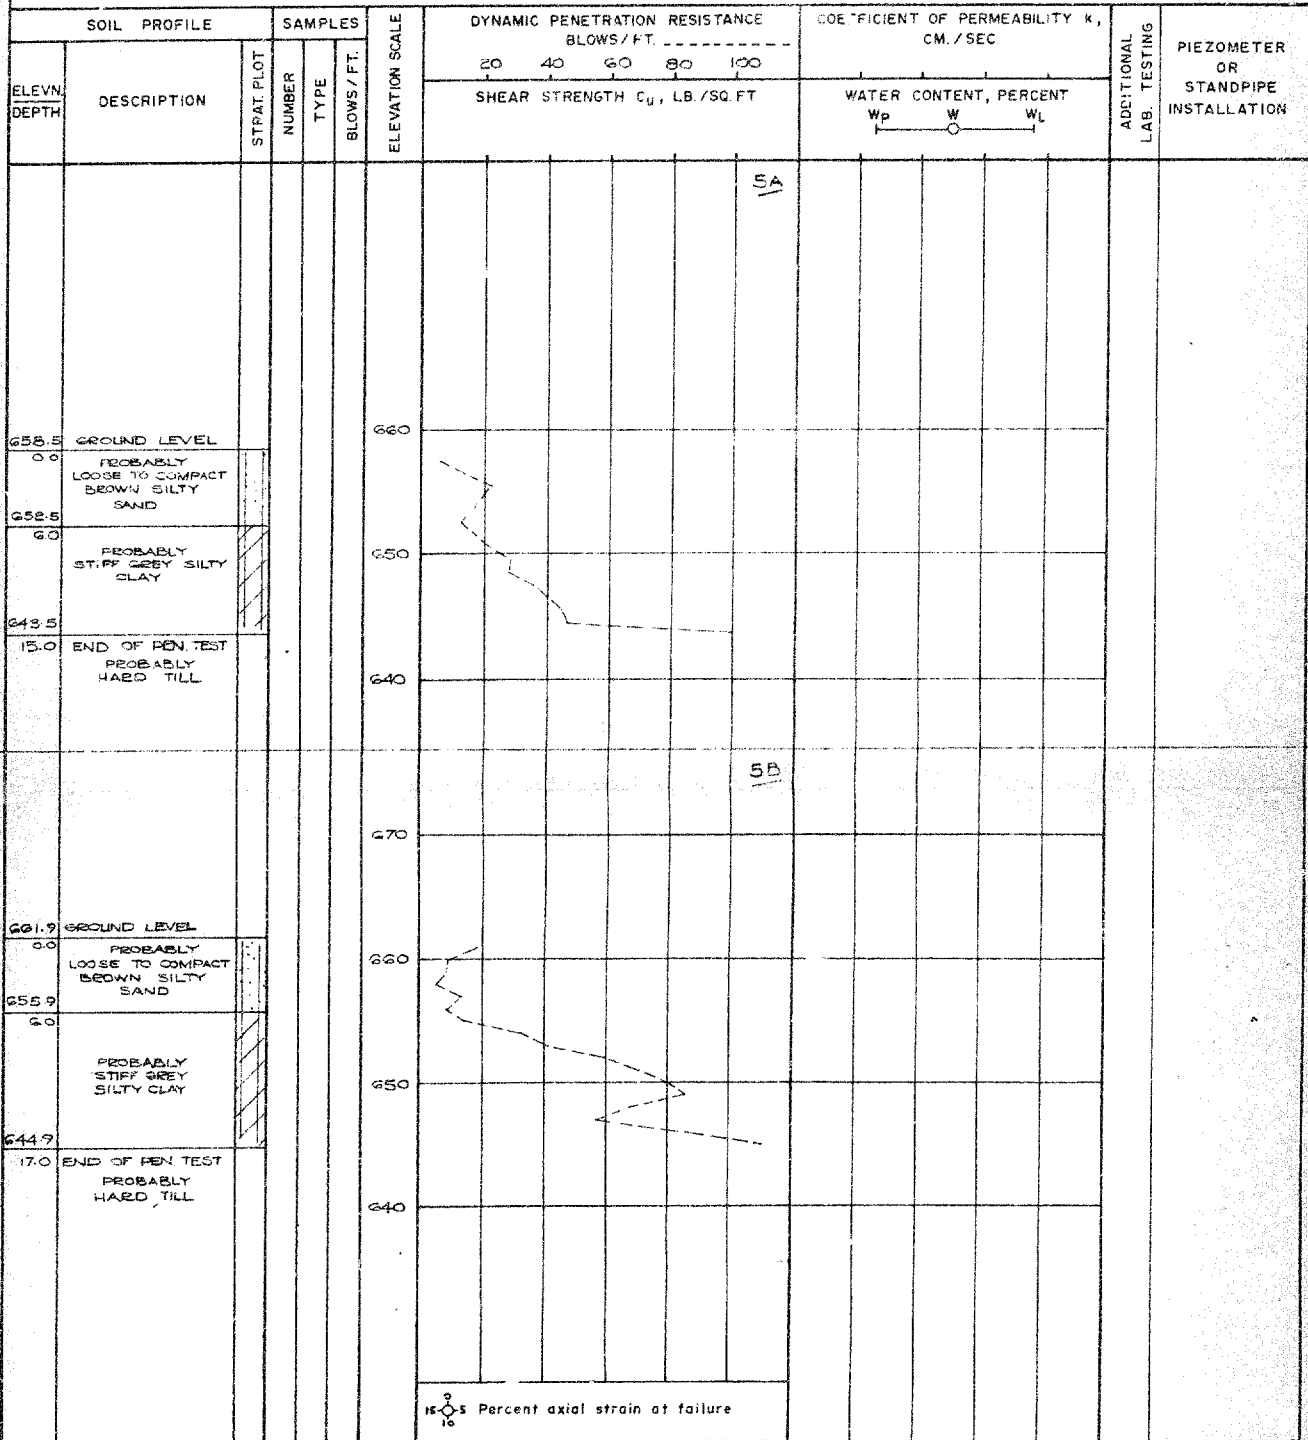 SOIL PROFILE
SAMPLES
ELEVATION SCALE
DYNAMIC PENETRATION RESISTANCE
BLOWS/FT.
20 40 60 80 100
SHEAR STRENGTH Cu, LB./SQ.FT
COEFFICIENT OF PERMEABILITY K,
CM./SEC
WATER CONTENT, PERCENT
WP W WL
ADDITIONAL
LAB. TESTING
PIEZOMETER
OR
STANDPIPE
INSTALLATION
ELEVN.
DEPTH
DESCRIPTION
STRAT. PLOT
NUMBER
TYPE
BLOWS/FT.
5A
660
658.5 GROUND LEVEL
0.0
PROBABLY
LOOSE TO COMPACT
BROWN SILTY
SAND
652.5
6.0
650
PROBABLY
STIFF GREY SILTY
CLAY
643.5
15.0 END OF PEN. TEST
PROBABLY
HARD TILL
640
5B
670
661.9 GROUND LEVEL
0.0
PROBABLY
LOOSE TO COMPACT
BROWN SILTY
SAND
660
655.9
6.0
PROBABLY
STIFF GREY
SILTY CLAY
650
644.9
17.0 END OF PEN. TEST
PROBABLY
HARD TILL
640
0
15 5 Percent axial strain at failure
10